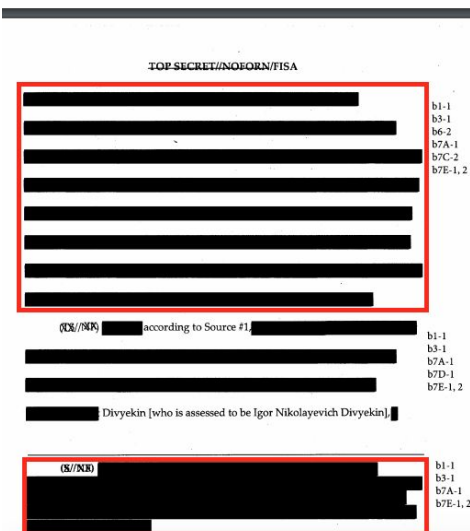 TOP SECRET//NOFORN/FISA
b1-1
b3-1
b6-2
b7A-1
b7C-2
b7E-1, 2
according to Source #1,
b1-1
b3-1
b7A-1
b7D-1
b7E-1, 2
Divyekin [who is assessed to be Igor Nikolayevich Divyekin],
(S//NF)
b1-1
b3-1
b7A-1
b7E-1, 2